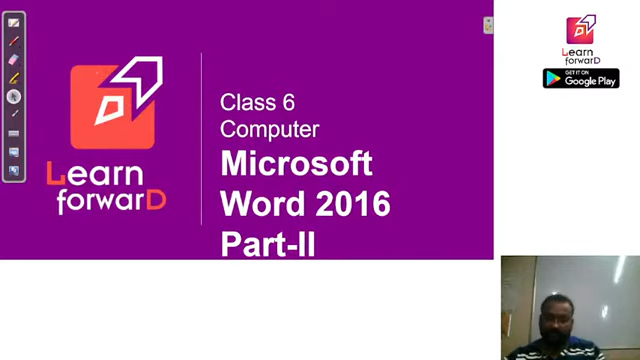 Class 6
Computer
Microsoft
Word 2016
Part-II
Learn
forwarD
Learn
forwarD
GET IT ON
Google Play